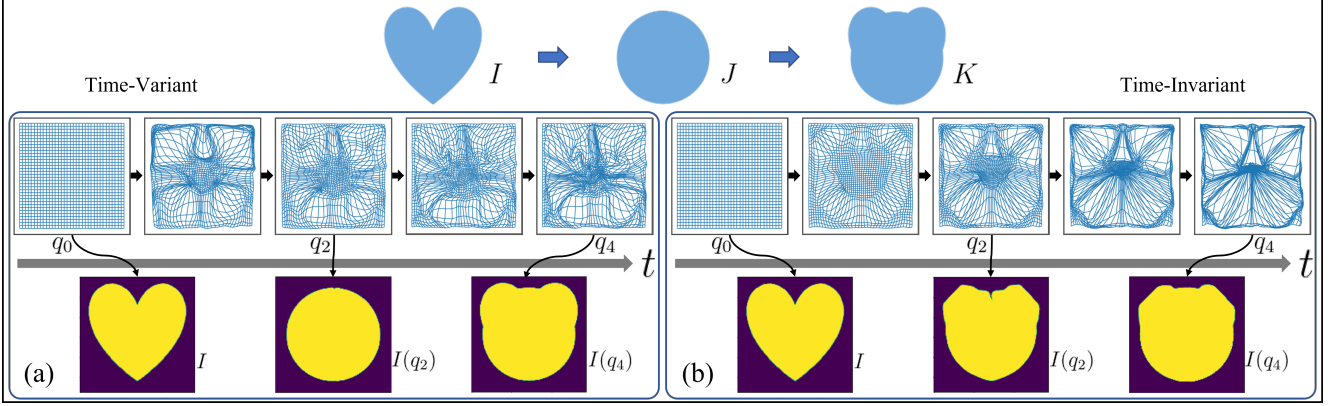 I J K
Time-Variant Time-Invariant
q0 q2 q4 q0 q2 q4
t t
(a) I I(q2) I(q4) (b) I I(q2) I(q4)